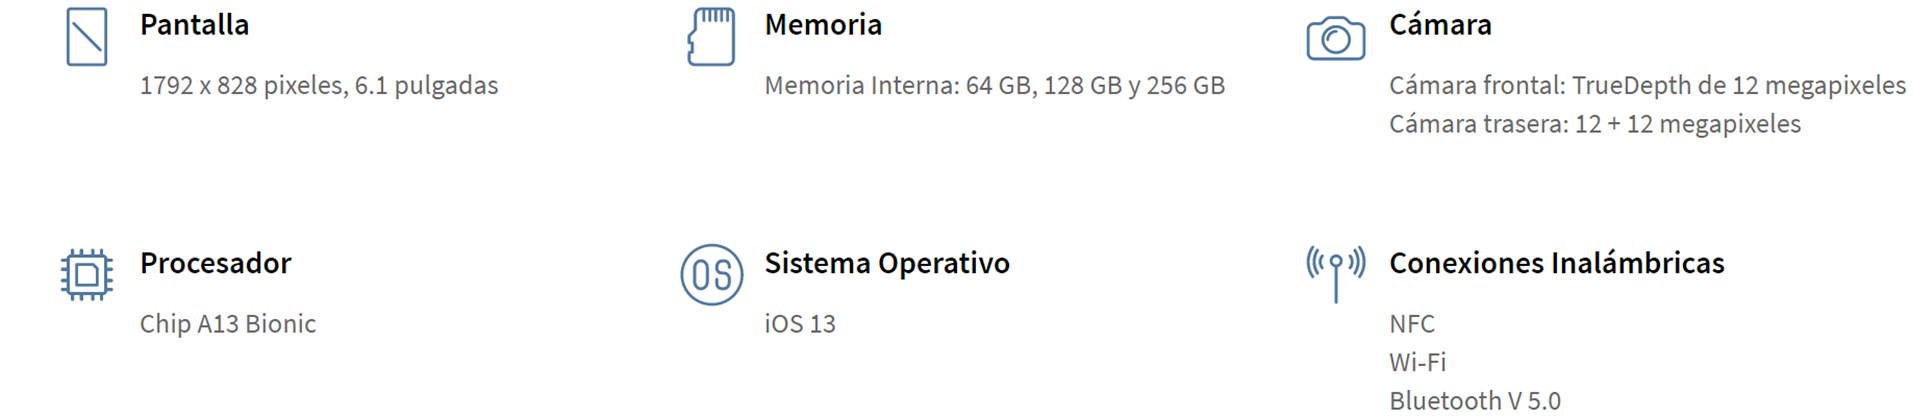 Pantalla
1792 x 828 pixeles, 6.1 pulgadas
Memoria
Memoria Interna: 64 GB, 128 GB y 256 GB
Cámara
Cámara frontal: TrueDepth de 12 megapixeles
Cámara trasera: 12 + 12 megapixeles
Procesador
Chip A13 Bionic
OS
Sistema Operativo
iOS 13
Conexiones Inalámbricas
NFC
Wi-Fi
Bluetooth V 5.0